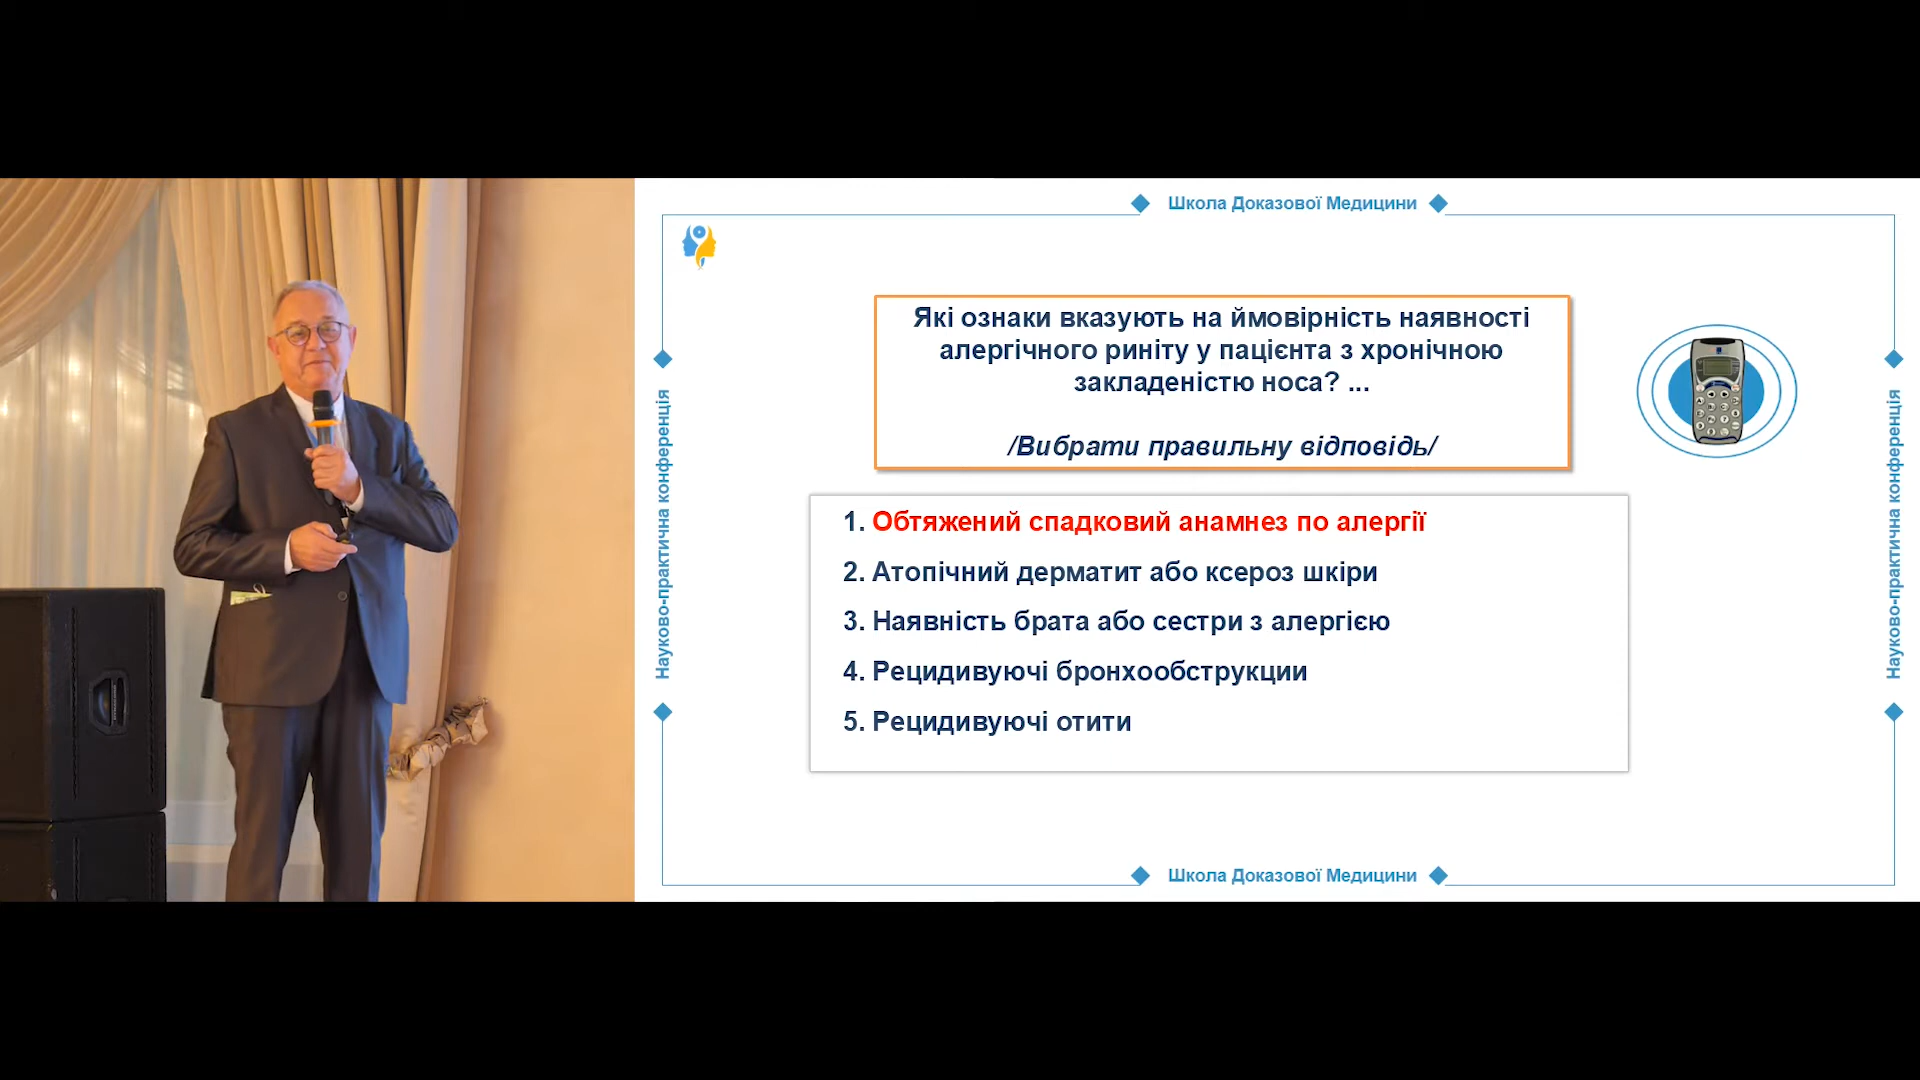 Школа Доказової Медицини
Які ознаки вказують на ймовірність наявності
алергічного риніту у пацієнта з хронічною
закладеністю носа? ...
/Вибрати правильну відповідь/
1. Обтяжений спадковий анамнез по алергії
2. Атопічний дерматит або ксероз шкіри
3. Наявність брата або сестри з алергією
4. Рецидивуючі бронхообструкции
5. Рецидивуючі отити
Науково-практична конференція
Науково-практична конференція
Школа Доказової Медицини